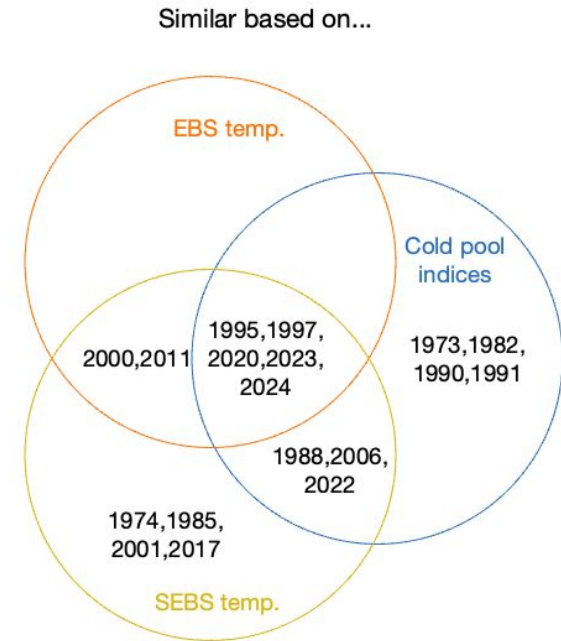 Similar based on...
EBS temp.
Cold pool
indices
1995,1997,
2020,2023,
2024
2000,2011
1973,1982,
1990,1991
1988,2006,
2022
1974,1985,
2001,2017
SEBS temp.